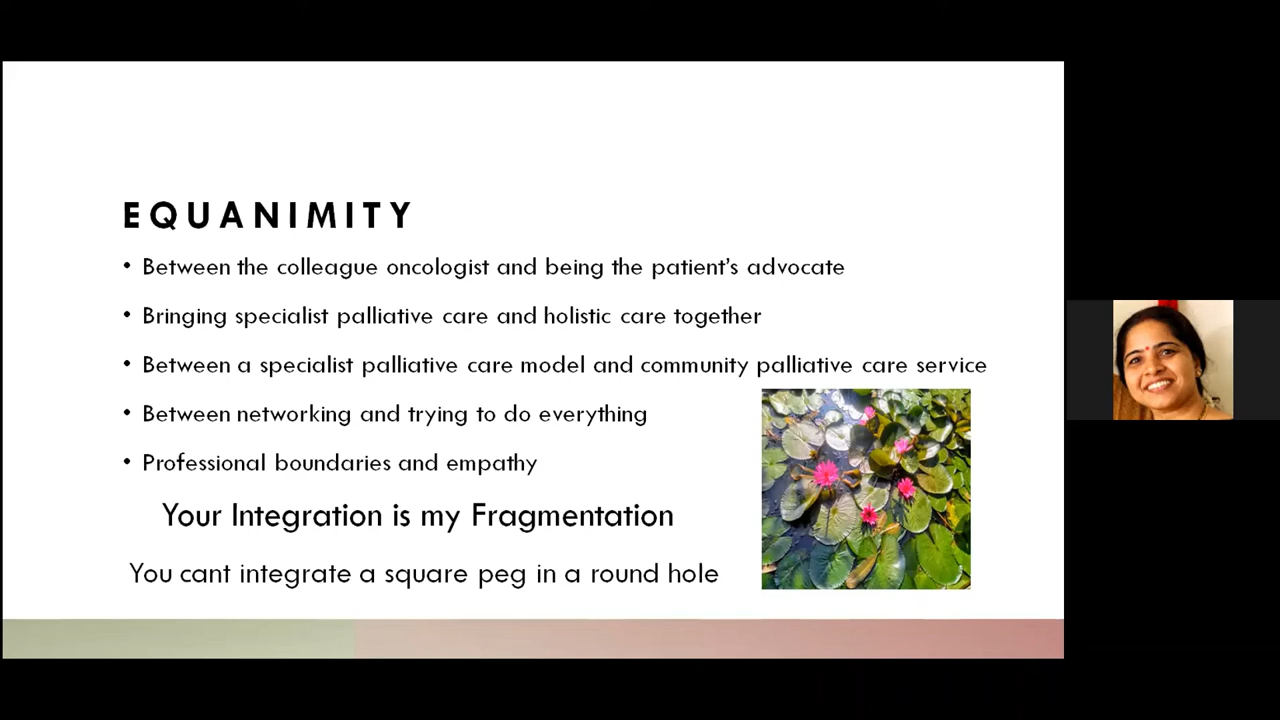 EQUANIMITY
• Between the colleague oncologist and being the patient’s advocate
• Bringing specialist palliative care and holistic care together
• Between a specialist palliative care model and community palliative care service
• Between networking and trying to do everything
• Professional boundaries and empathy
Your Integration is my Fragmentation
You cant integrate a square peg in a round hole